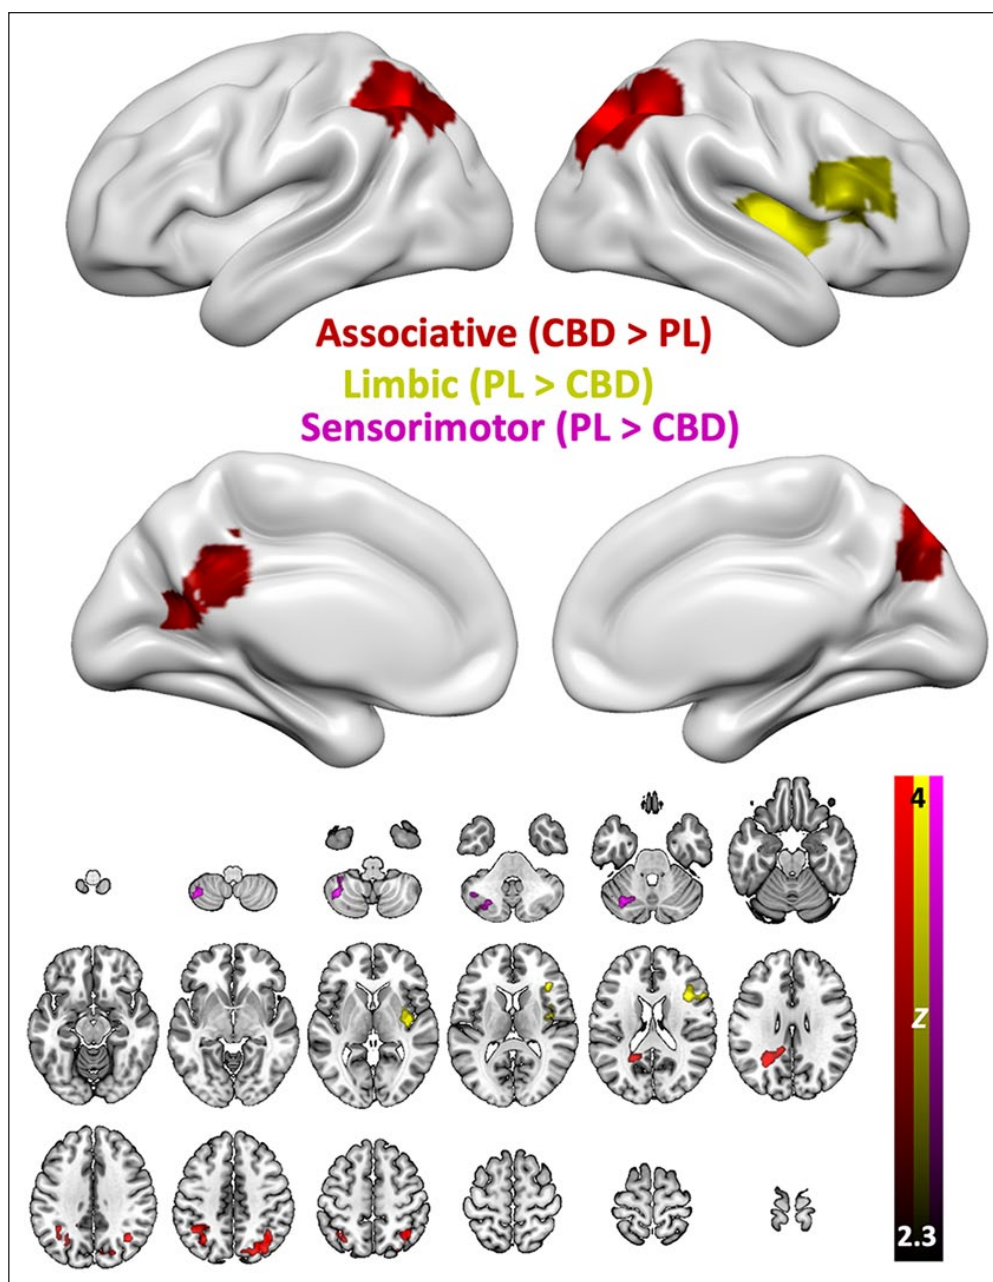 Associative (CBD > PL)
Limbic (PL > CBD)
Sensorimotor (PL > CBD)
4
Z
2.3